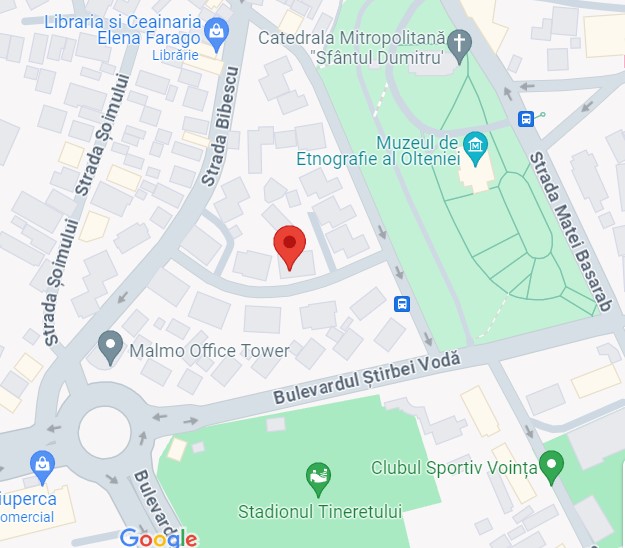 Libraria si Ceainaria
Elena Farago
Librărie
Catedrala Mitropolitană
"Sfântul Dumitru
Strada Șoimului
Strada Bibescu
Muzeul de
Etnografie al Olteniei
Strada Matei Basarab
Strada Șoimului
Malmo Office Tower
Bulevardul Știrbei Vodă
Clubul Sportiv Voința
iuperca
omercial
Stadionul Tineretului
Bulevardu
Google